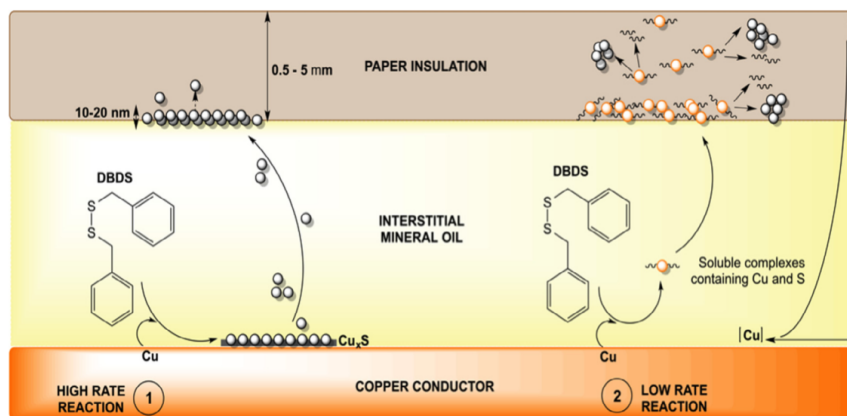 0.5 - 5 mm
PAPER INSULATION
10-20 nm
DBDS
S
S
INTERSTITIAL
MINERAL OIL
DBDS
S
S
Soluble complexes
containing Cu and S
CuₓS
Cu
Cu
|Cu|
HIGH RATE
REACTION
1
COPPER CONDUCTOR
2
LOW RATE
REACTION